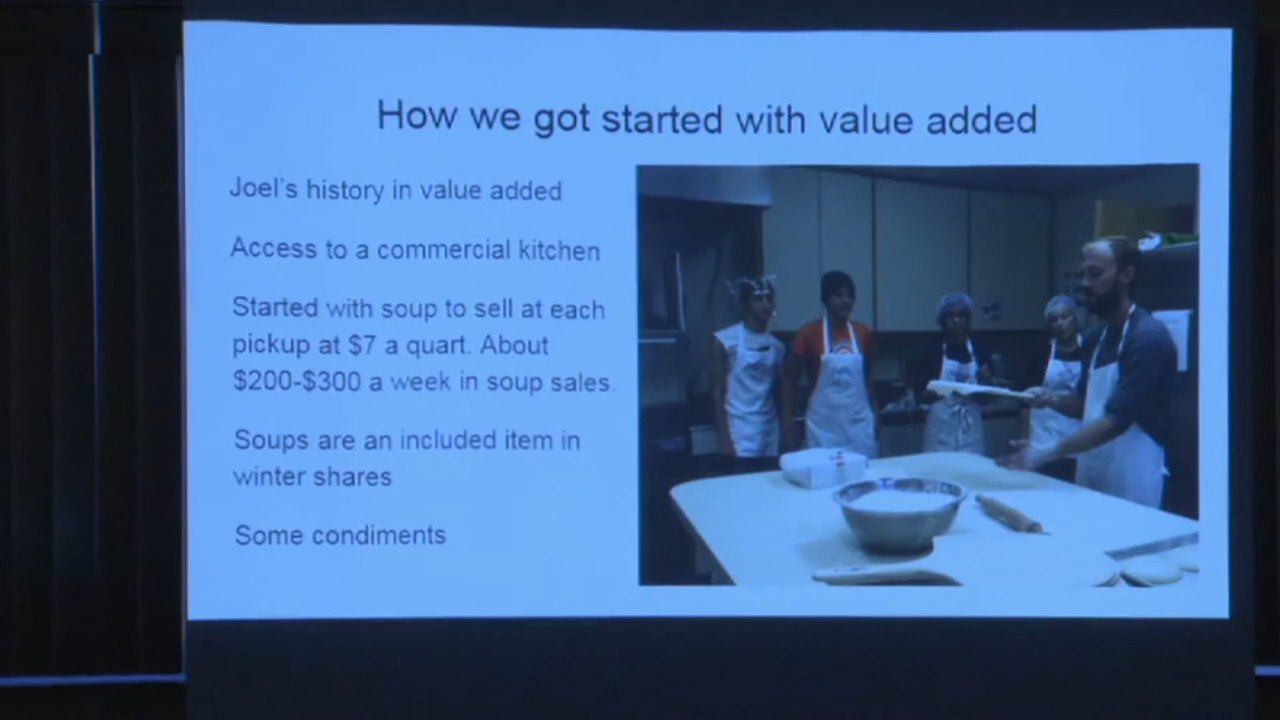 How we got started with value added
Joel's history in value added
Access to a commercial kitchen
Started with soup to sell at each
pickup at $7 a quart. About
$200-$300 a week in soup sales.
Soups are an included item in
winter shares
Some condiments